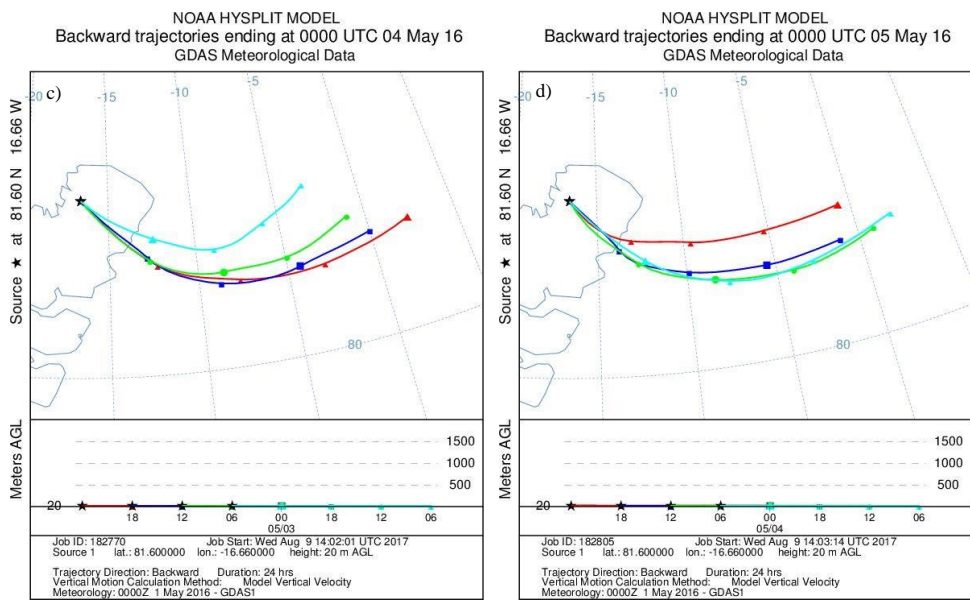 NOAA HYSPLIT MODEL
Backward trajectories ending at 0000 UTC 04 May 16
GDAS Meteorological Data
c)
-20
-15
-10
-5
80
Source ★ at 81.60 N 16.66 W
Meters AGL
1500
1000
500
20
18 12 06 00 18 12 06
05/03
Job ID: 182770 Job Start: Wed Aug 9 14:02:01 UTC 2017
Source 1 lat.: 81.600000 lon.: -16.660000 height: 20 m AGL
Trajectory Direction: Backward Duration: 24 hrs
Vertical Motion Calculation Method: Model Vertical Velocity
Meteorology: 0000Z 1 May 2016 - GDAS1
NOAA HYSPLIT MODEL
Backward trajectories ending at 0000 UTC 05 May 16
GDAS Meteorological Data
d)
-20
-15
-10
-5
80
Source ★ at 81.60 N 16.66 W
Meters AGL
1500
1000
500
20
18 12 06 00 18 12 06
05/04
Job ID: 182805 Job Start: Wed Aug 9 14:03:14 UTC 2017
Source 1 lat.: 81.600000 lon.: -16.660000 height: 20 m AGL
Trajectory Direction: Backward Duration: 24 hrs
Vertical Motion Calculation Method: Model Vertical Velocity
Meteorology: 0000Z 1 May 2016 - GDAS1